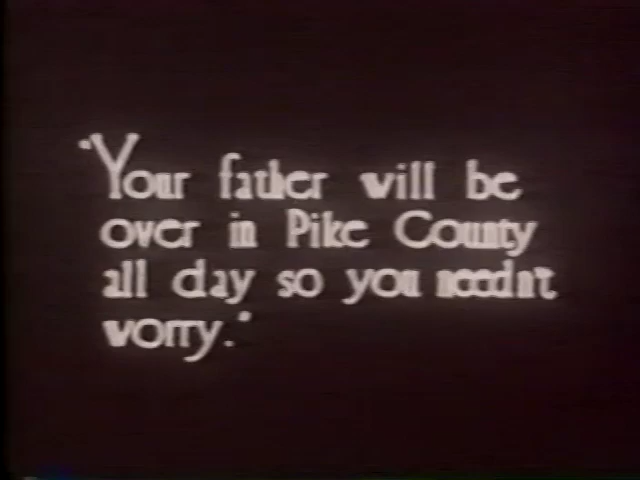 "Your father will be
over in Pike County
all day so you needn't
worry."